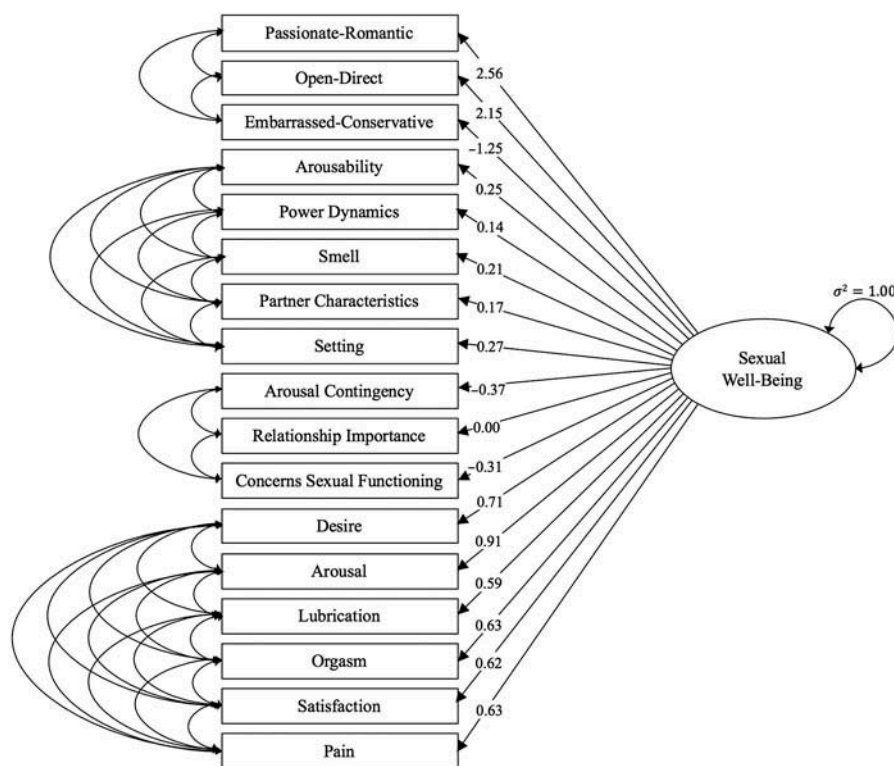 Passionate-Romantic
2.56
Open-Direct
2.15
Embarrassed-Conservative
−1.25
Arousability
0.25
Power Dynamics
0.14
Smell
0.21
Partner Characteristics
0.17
Setting
0.27
σ² = 1.00
Sexual
Well-Being
Arousal Contingency
−0.37
Relationship Importance
-0.00
Concerns Sexual Functioning
−0.31
Desire
0.71
Arousal
0.91
Lubrication
0.59
Orgasm
0.63
Satisfaction
0.62
Pain
0.63